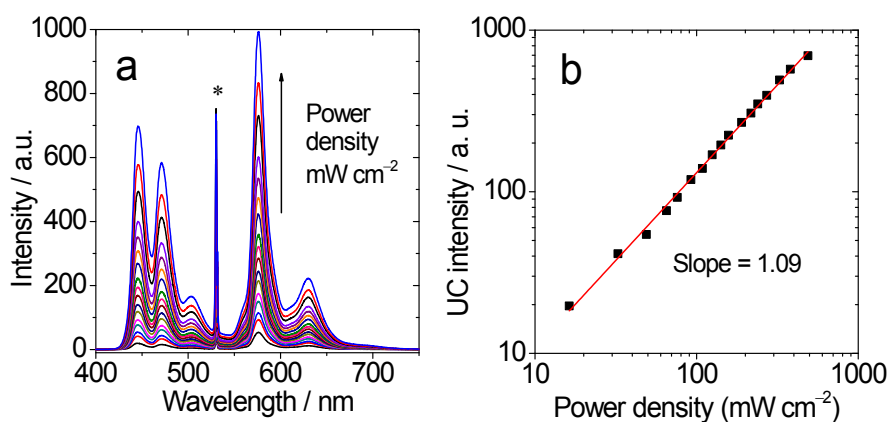 a
*
Power
density
mW cm⁻²
Intensity / a.u.
1000
800
600
400
200
0
400 500 600 700
Wavelength / nm
b
Slope = 1.09
UC intensity / a. u.
1000
100
10
10 100 1000
Power density (mW cm⁻²)